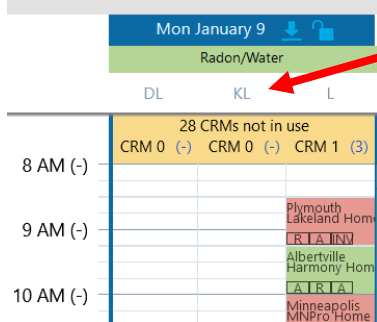 Mon January 9
Radon/Water
DL KL L
28 CRMs not in use
CRM 0 (-) CRM 0 (-) CRM 1 (3)
8 AM (-)
Plymouth
Lakeland Hom
9 AM (-)
R A INV
Albertville
Harmony Hom
A R A
10 AM (-)
Minneapolis
MNPro Home